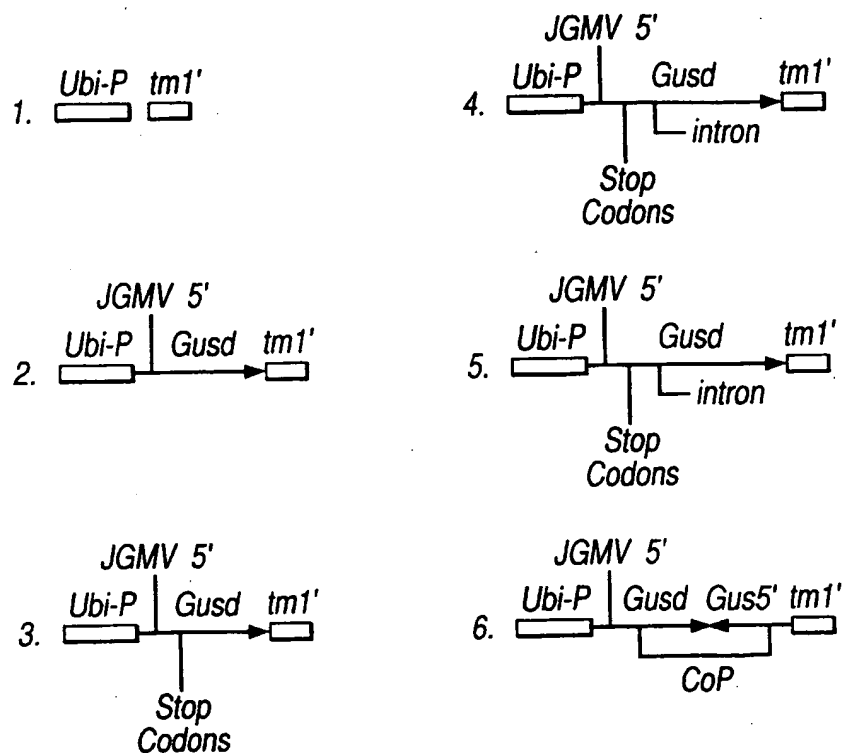 1.
Ubi-P tm1'
2.
JGMV 5'
Ubi-P Gusd tm1'
3.
JGMV 5'
Ubi-P Gusd tm1'
Stop
Codons
4.
JGMV 5'
Ubi-P Gusd tm1'
intron
Stop
Codons
5.
JGMV 5'
Ubi-P Gusd tm1'
intron
Stop
Codons
6.
JGMV 5'
Ubi-P Gusd Gus5' tm1'
CoP